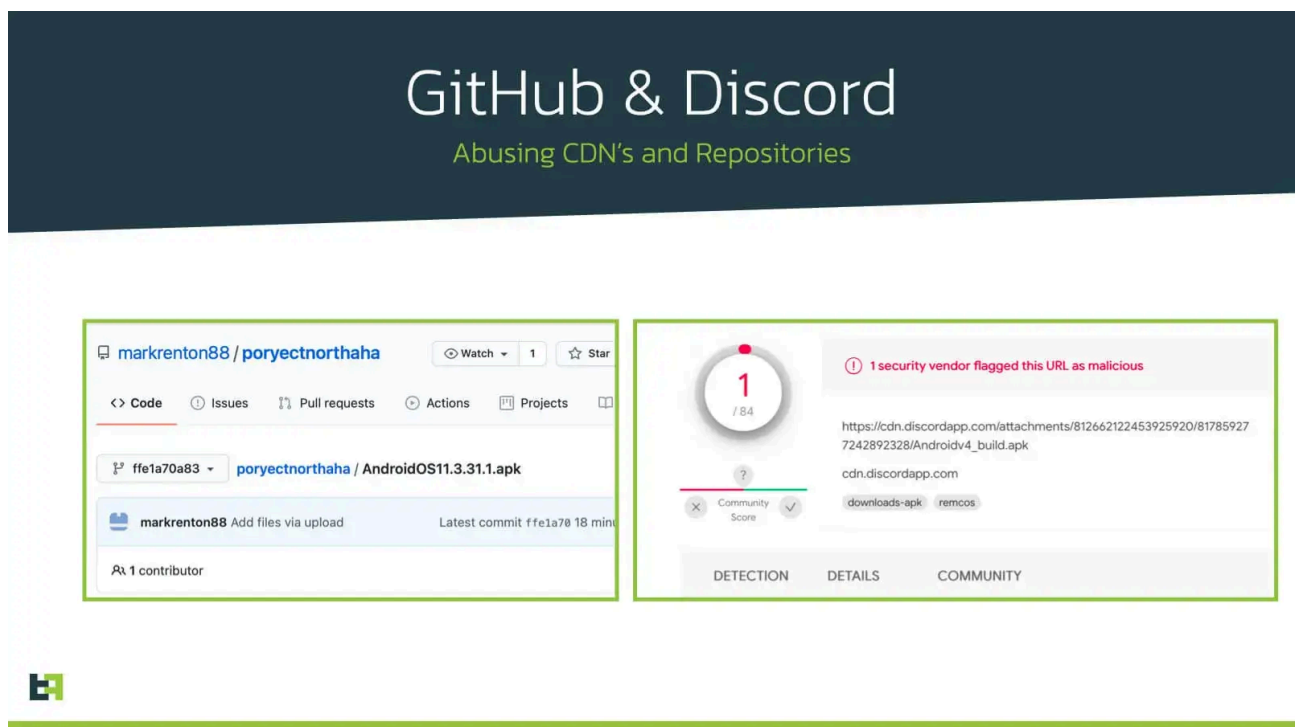 GitHub & Discord
Abusing CDN's and Repositories
markrenton88 / poryectnorthaha
Watch
1
Star
Code
Issues
Pull requests
Actions
Projects
ffe1a70a83
poryectnorthaha / AndroidOS11.3.31.1.apk
markrenton88 Add files via upload
Latest commit ffe1a70 18
1 contributor
1
/ 84
?
Community
Score
1 security vendor flagged this URL as malicious
https://cdn.discordapp.com/attachments/812662122453925920/81785927
7242892328/Androidv4_build.apk
cdn.discordapp.com
downloads-apk remcos
DETECTION DETAILS COMMUNITY